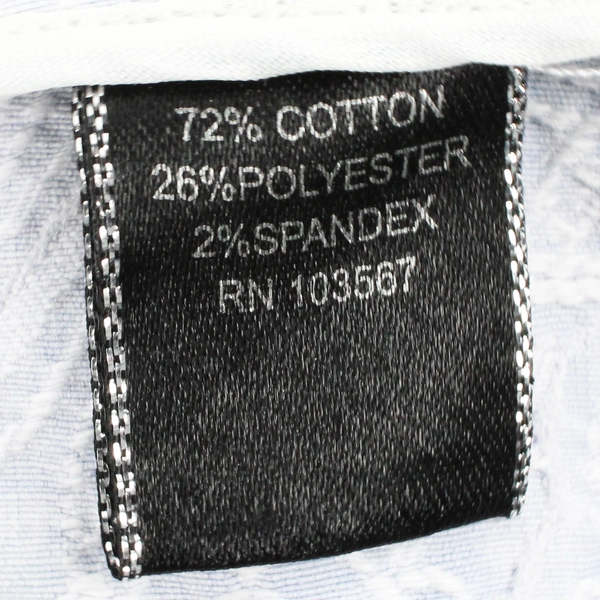 72% COTTON
26%POLYESTER
2%SPANDEX
RN 103567